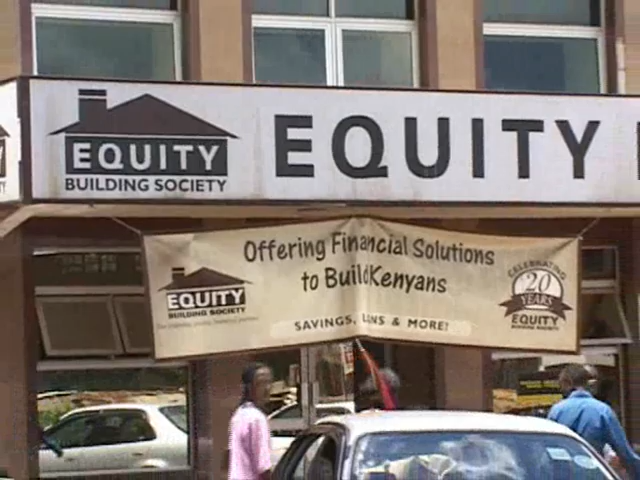 EQUITY
BUILDING SOCIETY
EQUITY
Offering Financial Solutions
to Build Kenyans
SAVINGS, LOANS & MORE!
EQUITY
BUILDING SOCIETY
CELEBRATING
20
YEARS
EQUITY
BUILDING SOCIETY